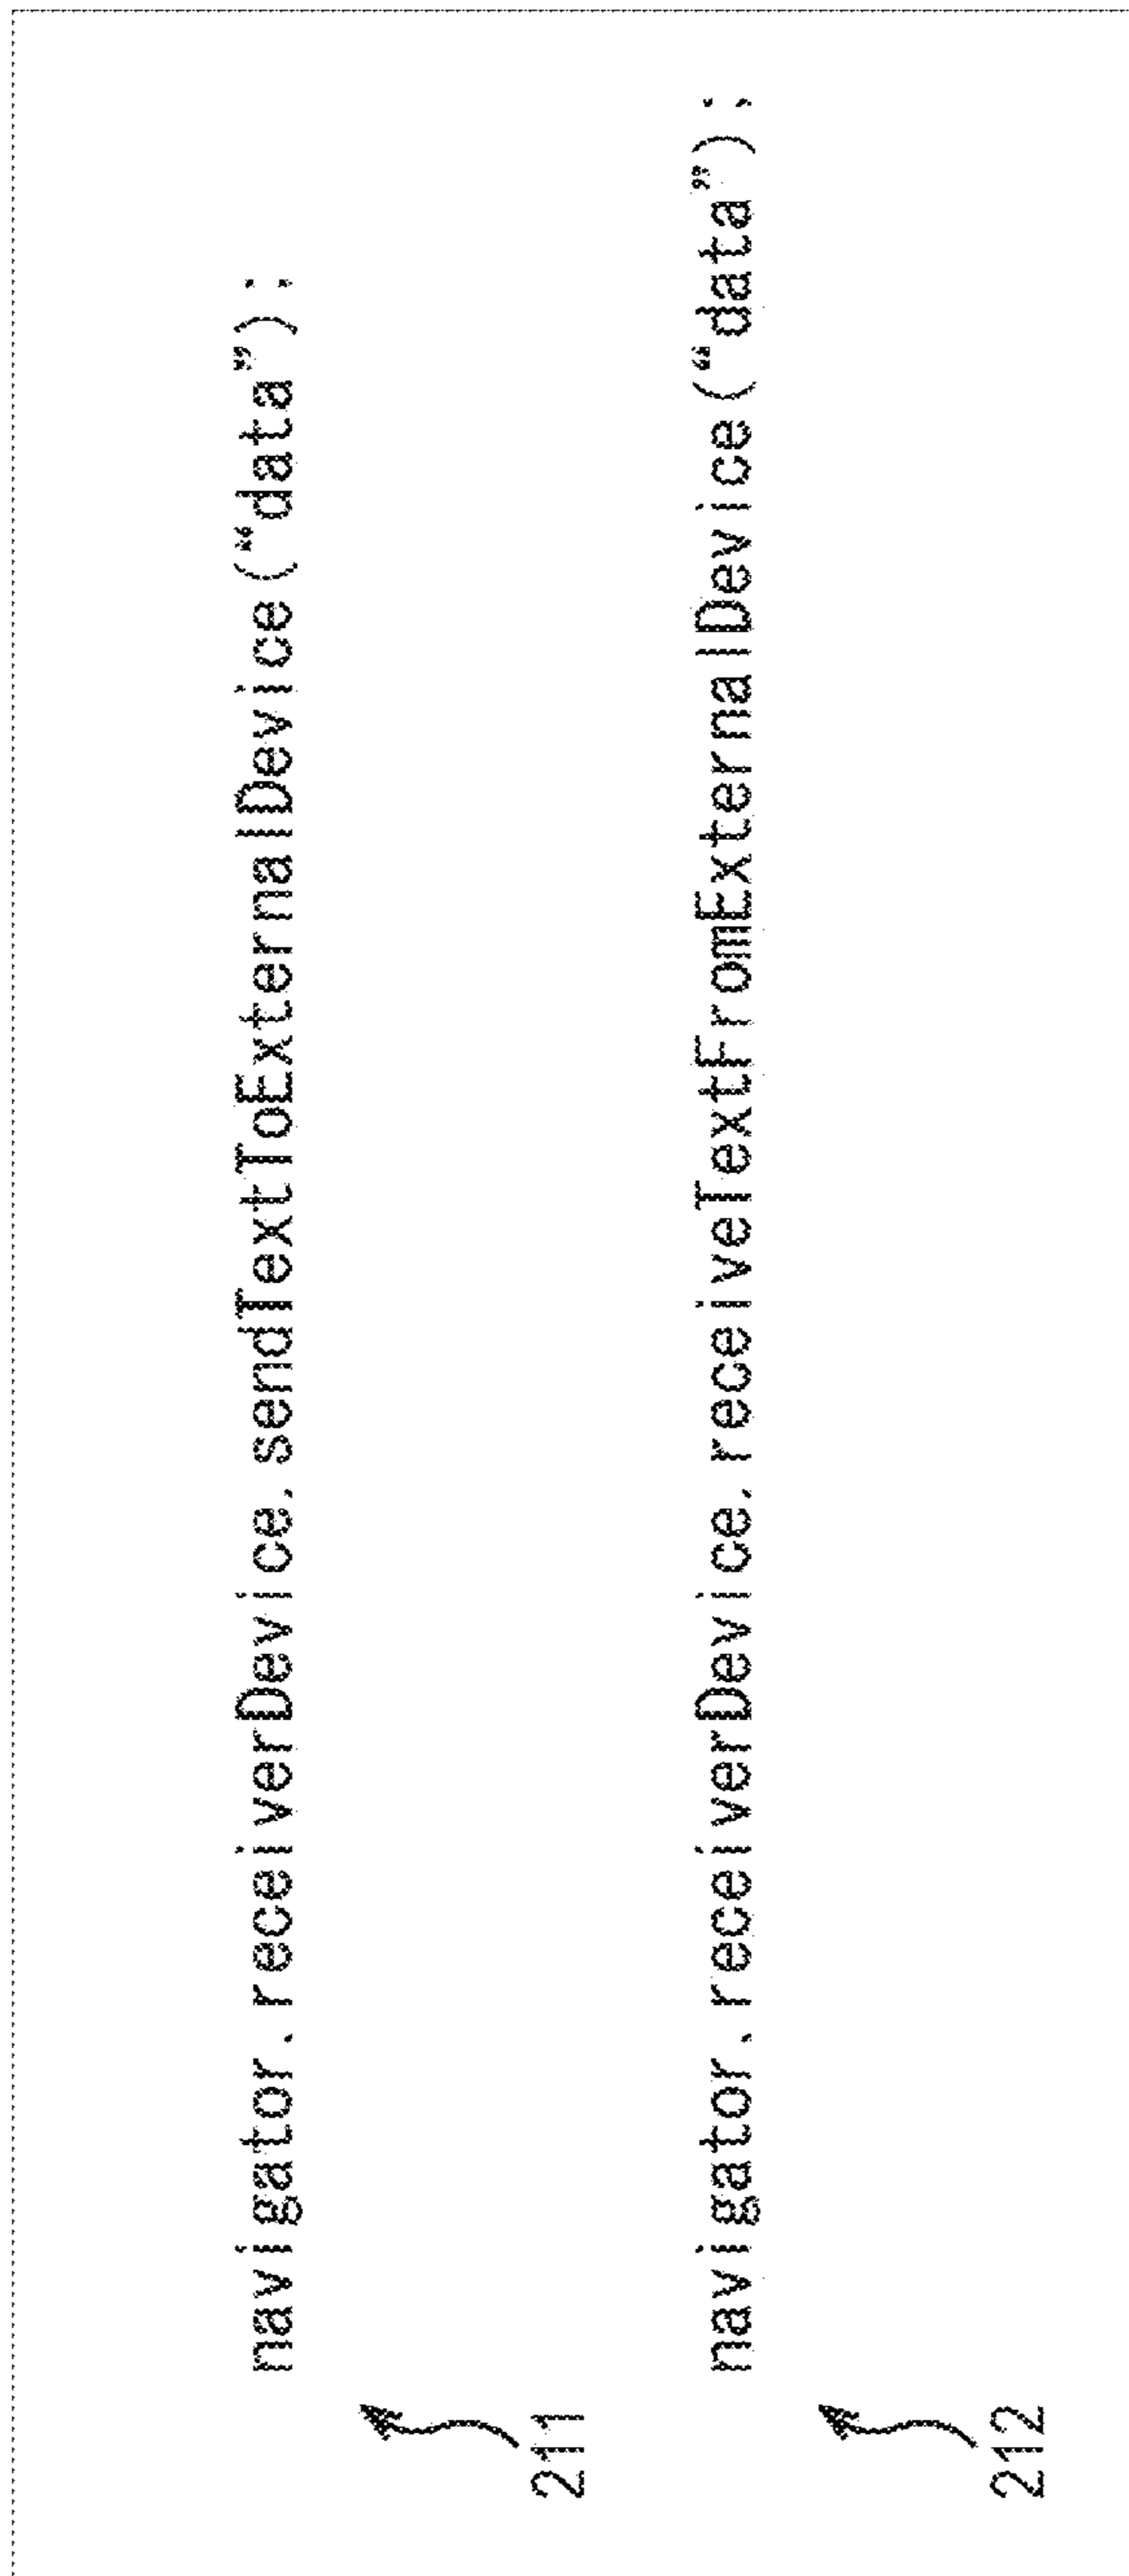 navigator.receiverDevice.sendTextToExternalDevice(“data”);
211
navigator.receiverDevice.receiveTextFromExternalDevice(“data”);
212